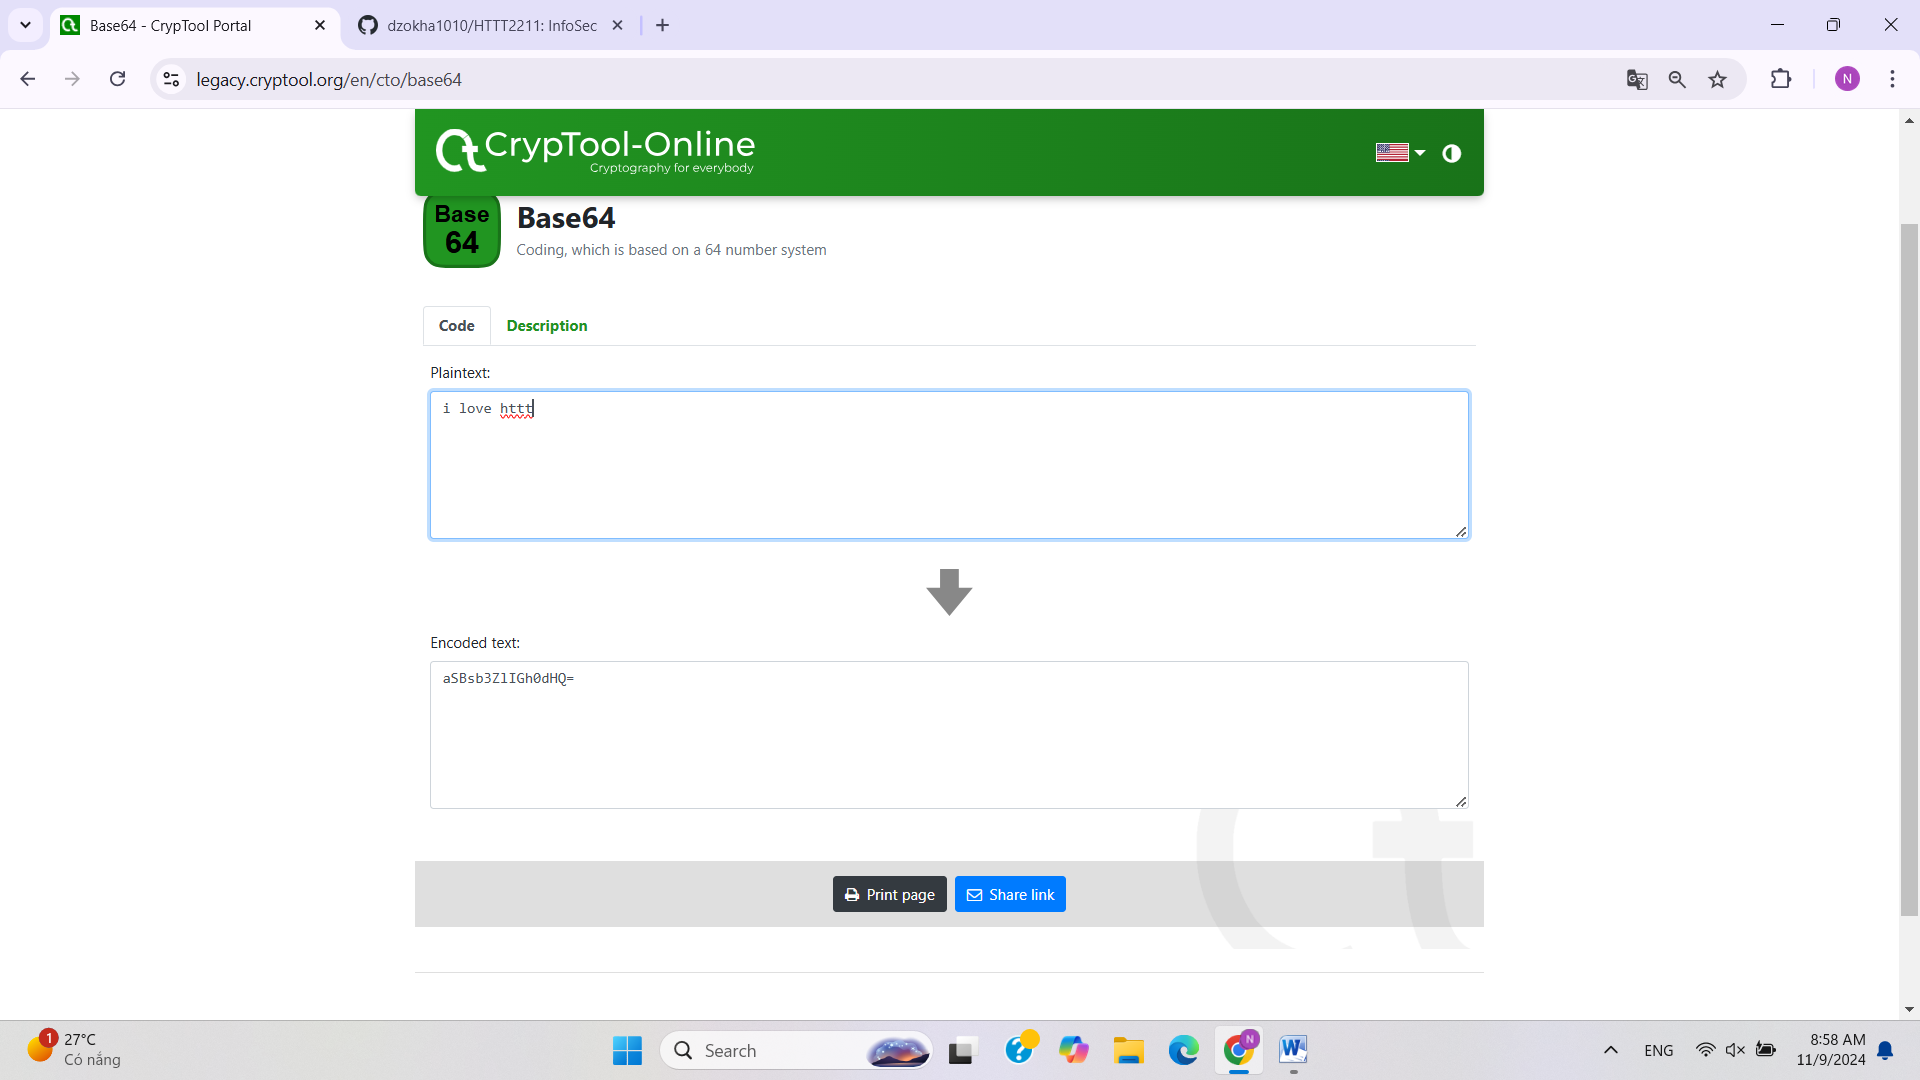 Base64 - CrypTool Portal
dzokha1010/HTTT2211: InfoSec
legacy.cryptool.org/en/cto/base64
N
CrypTool-Online
Cryptography for everybody
Base
64
Base64
Coding, which is based on a 64 number system
Code
Description
Plaintext:
i love httt
Encoded text:
aSBsb3ZlIGh0dHQ=
Print page
Share link
1
27°C
Có nắng
Search
N
W
ENG
8:58 AM
11/9/2024